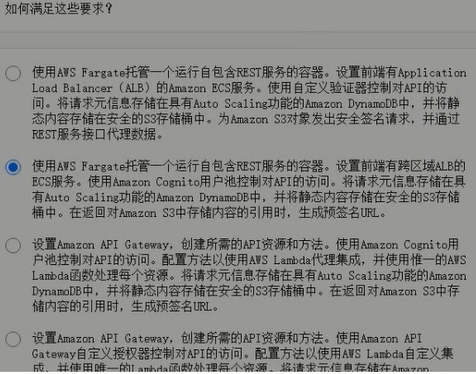 如何满足这些要求？
使用AWS Fargate托管一个运行自包含REST服务的容器。设置前端有Application
Load Balancer（ALB）的Amazon ECS服务。使用自定义验证器控制对API的访
问。将请求元信息存储在具有Auto Scaling功能的Amazon DynamoDB中，并将静
态内容存储在安全的S3存储桶中。为Amazon S3对象发出安全签名请求，并通过
REST服务接口代理数据。
使用AWS Fargate托管一个运行自包含REST服务的容器。设置前端有跨区域ALB的
ECS服务。使用Amazon Cognito用户池控制对API的访问。将请求元信息存储在具
有Auto Scaling功能的Amazon DynamoDB中，并将静态内容存储在安全的S3存储
桶中。在返回对Amazon S3中存储内容的引用时，生成预签名URL。
设置Amazon API Gateway，创建所需的API资源和方法。使用Amazon Cognito用
户池控制对API的访问。配置方法以使用AWS Lambda代理集成，并使用惟一的AWS
Lambda函数处理每个资源。将请求元信息存储在具有Auto Scaling功能的Amazon
DynamoDB中，并将静态内容存储在安全的S3存储桶中。在返回对Amazon S3中存
储内容的引用时，生成预签名URL。
设置Amazon API Gateway，创建所需的API资源和方法。使用Amazon API
Gateway自定义授权器控制对API的访问。配置方法以使用AWS Lambda自定义集
成，并使用唯一的Lambda函数处理每个资源。将请求元信息存储在Amazon